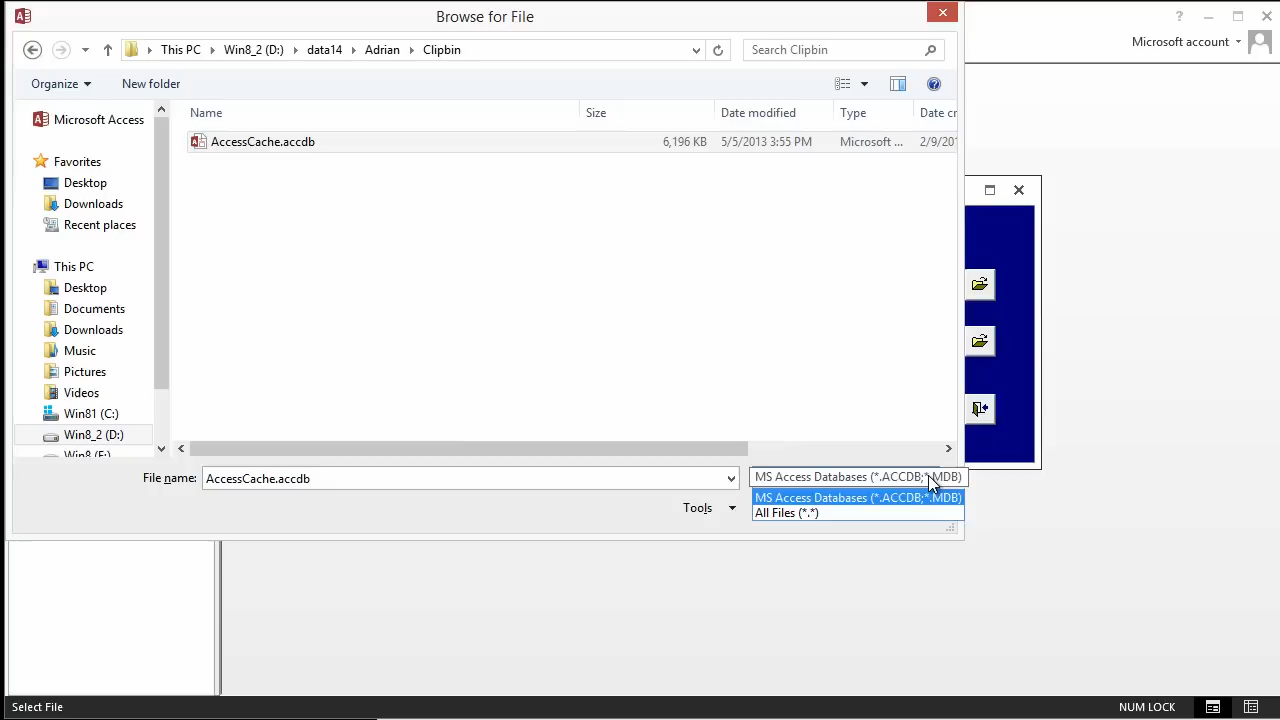 Browse for File
This PC Win8_2 (D:) data14 Adrian Clipbin
Search Clipbin
Microsoft account
Organize
New folder
Name Size Date modified Type Date cr
Microsoft Access
AccessCache.accdb 6,196 KB 5/5/2013 3:55 PM Microsoft ... 2/9/201
Favorites
Desktop
Downloads
Recent places
This PC
Desktop
Documents
Downloads
Music
Pictures
Videos
Win81 (C:)
Win8_2 (D:)
Win8 (F:)
File name: AccessCache.accdb
MS Access Databases (*.ACCDB;*.MDB)
MS Access Databases (*.ACCDB;*.MDB)
All Files (*.*)
Tools
Select File
NUM LOCK